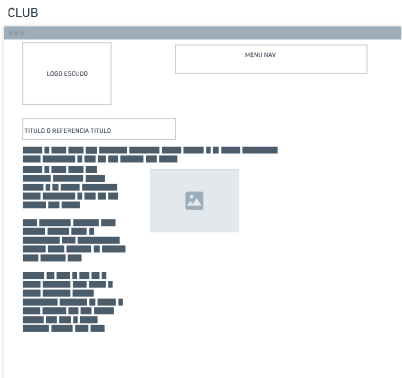 CLUB
LOGO ESCUDO
MENU NAV
TITULO O REFERENCIA TITULO